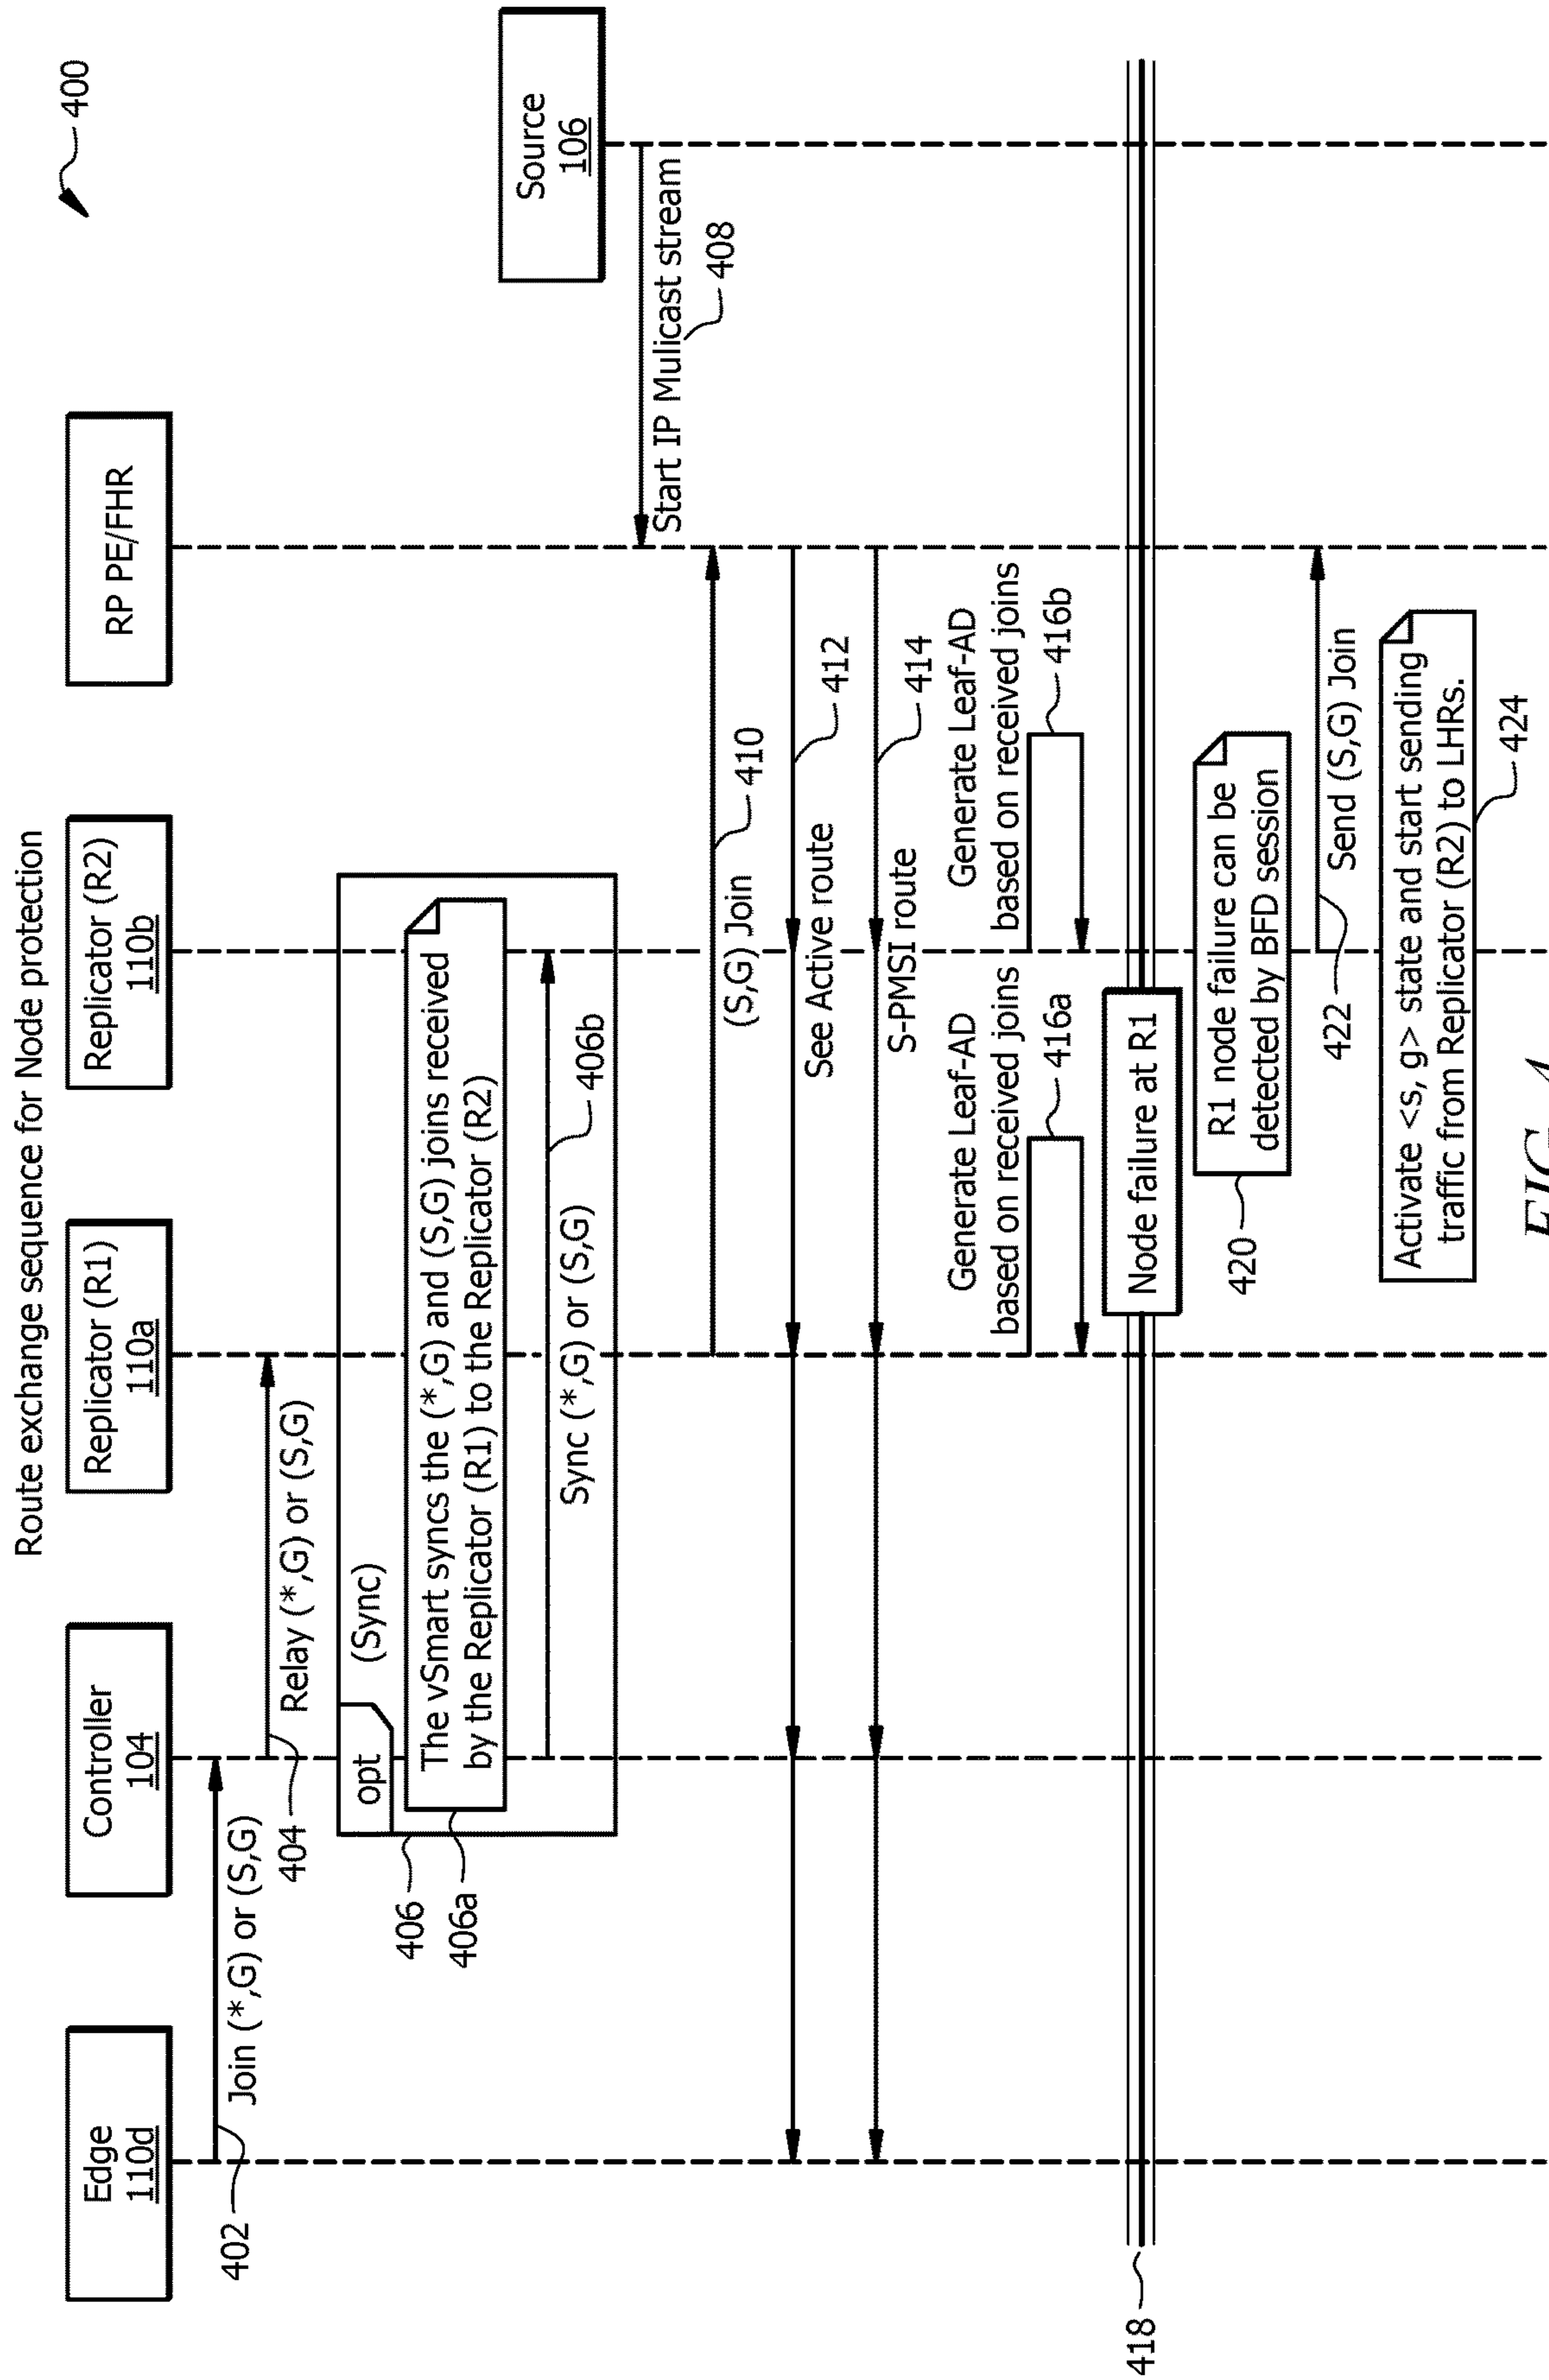 Route exchange sequence for Node protection
400
Edge
110d
Controller
104
Replicator (R1)
110a
Replicator (R2)
110b
RP PE/FHR
Source
106
402
Join (*,G) or (S,G)
404
Relay (*,G) or (S,G)
406
opt
(Sync)
406a
The vSmart syncs the (*,G) and (S,G) joins received
by the Replicator (R1) to the Replicator (R2)
Sync (*,G) or (S,G)
406b
Start IP Mulicast stream
408
(S,G) Join
410
See Active route
412
S-PMSI route
414
Generate Leaf-AD
based on received joins
416a
Generate Leaf-AD
based on received joins
416b
418
Node failure at R1
420
R1 node failure can be
detected by BFD session
422
Send (S,G) Join
Activate <s, g> state and start sending
traffic from Replicator (R2) to LHRs.
424
FIG. 4